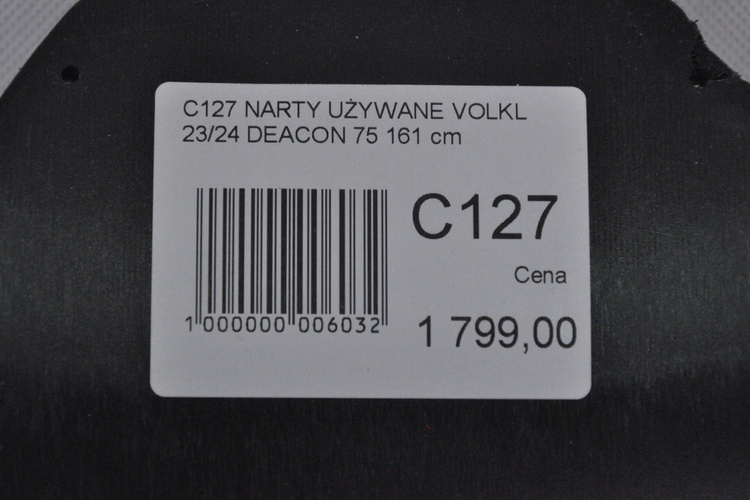 C127 NARTY UŻYWANE VOLKL
23/24 DEACON 75 161 cm
C127
Cena
1 000000 006032
1 799,00